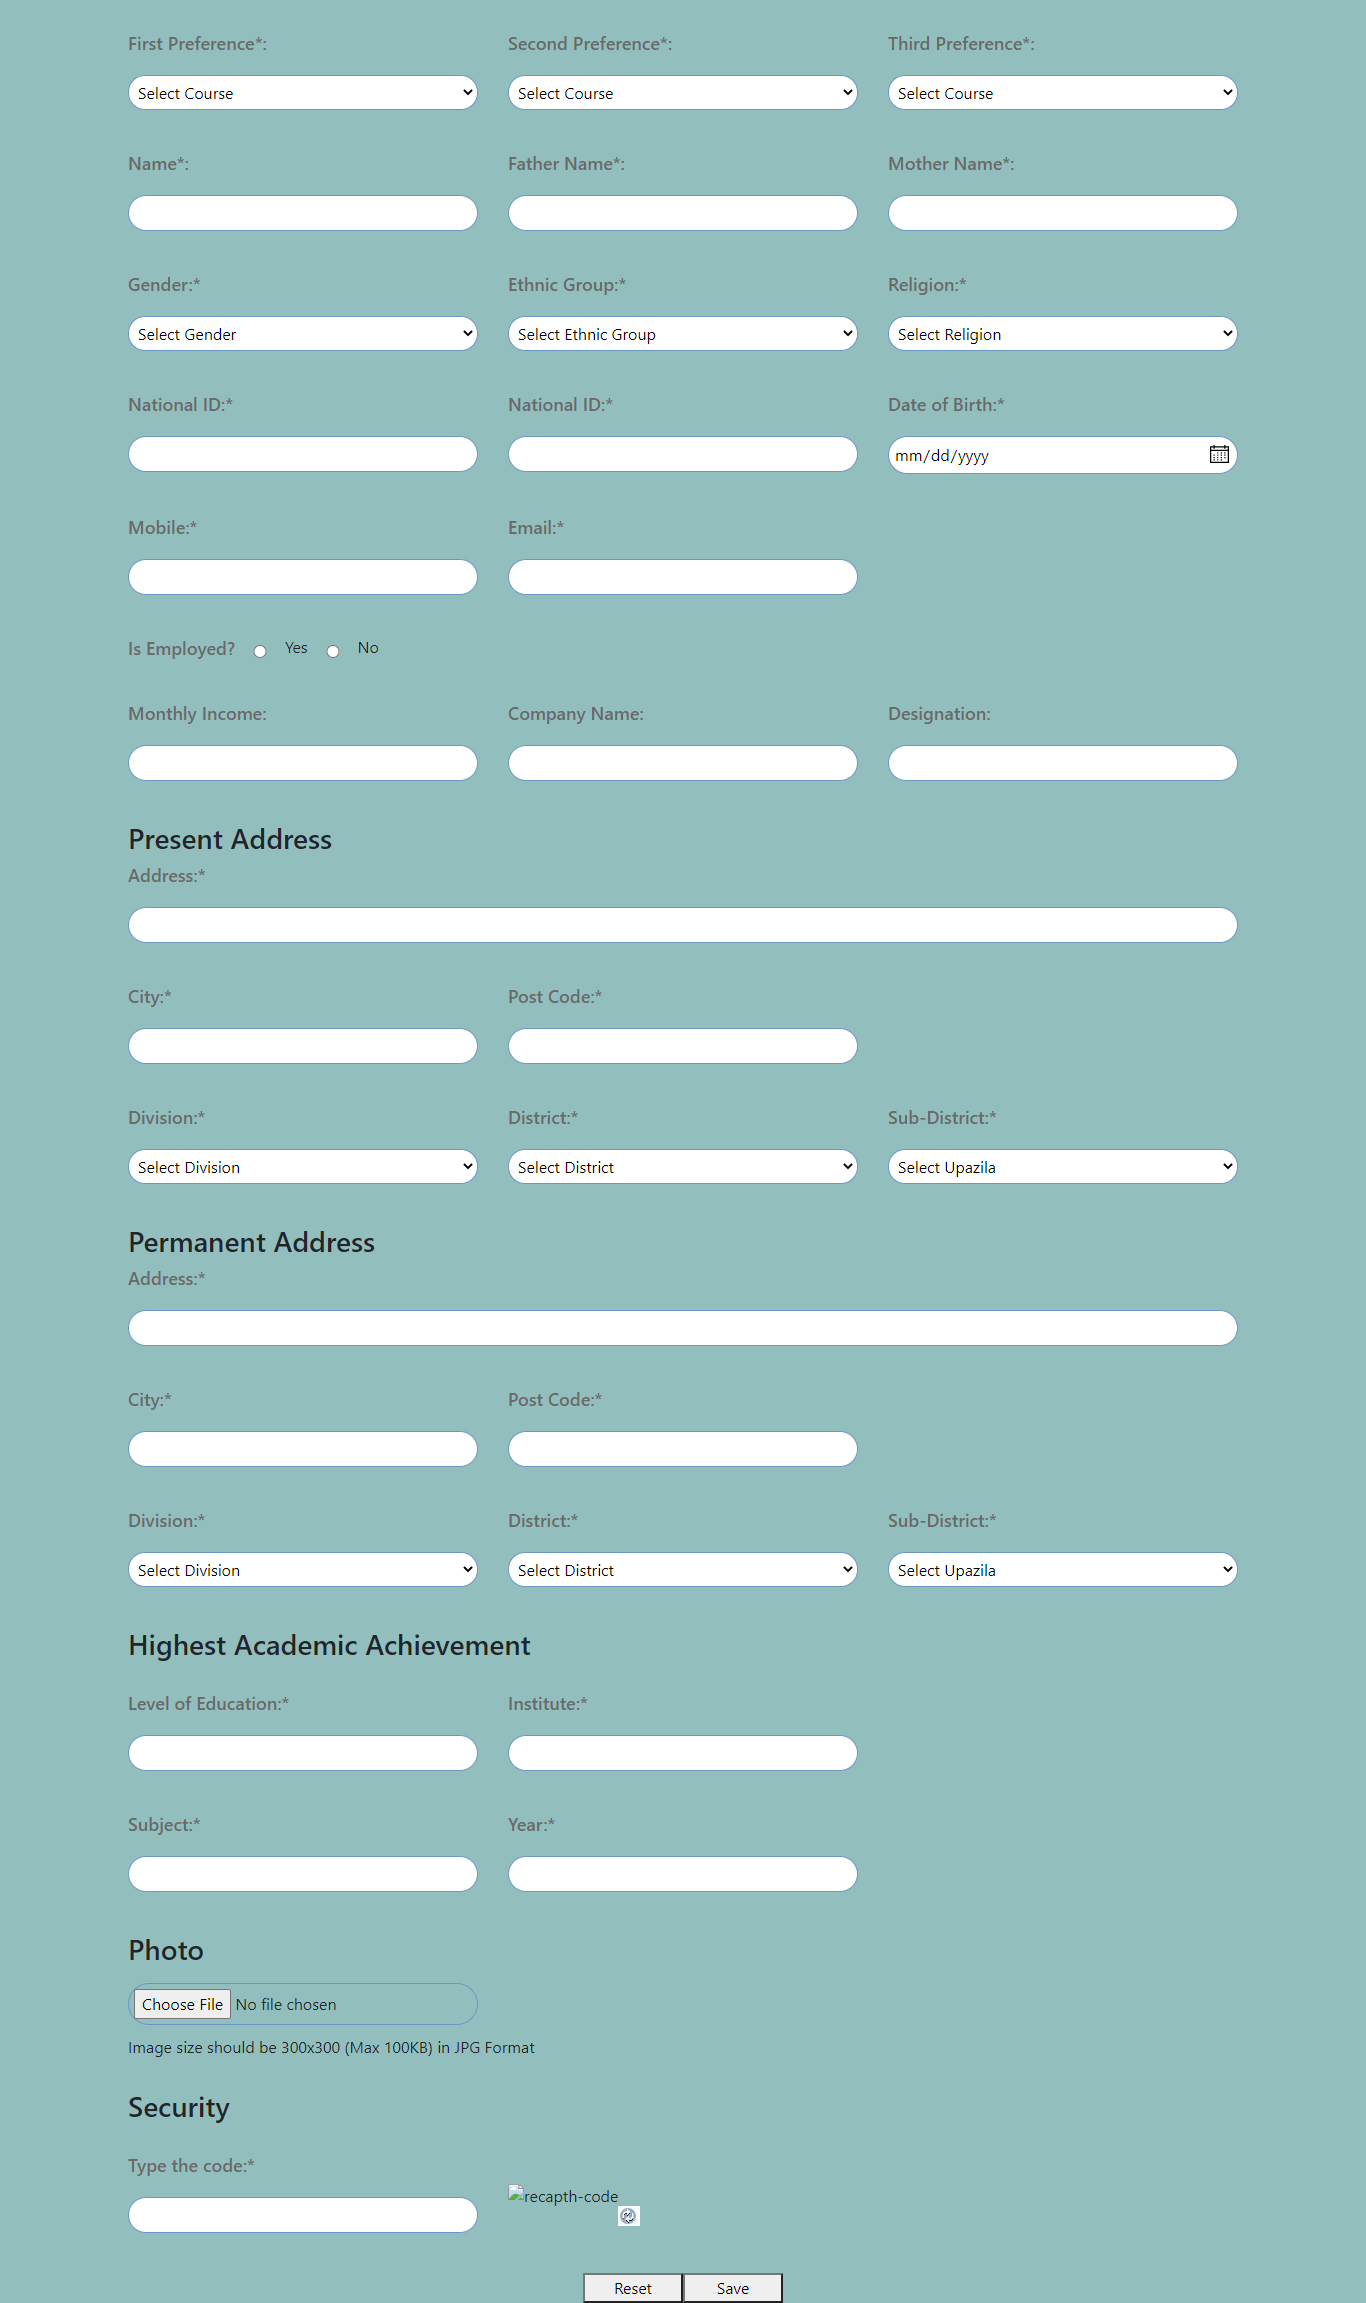 First Preference*: Second Preference*: Third Preference*:
Select Course Select Course Select Course
Name*: Father Name*: Mother Name*:
Gender:* Ethnic Group:* Religion:*
Select Gender Select Ethnic Group Select Religion
National ID:* National ID:* Date of Birth:*
mm/dd/yyyy
Mobile:* Email:*
Is Employed? Yes No
Monthly Income: Company Name: Designation:
Present Address
Address:*
City:* Post Code:*
Division:* District:* Sub-District:*
Select Division Select District Select Upazila
Permanent Address
Address:*
City:* Post Code:*
Division:* District:* Sub-District:*
Select Division Select District Select Upazila
Highest Academic Achievement
Level of Education:* Institute:*
Subject:* Year:*
Photo
Choose File No file chosen
Image size should be 300x300 (Max 100KB) in JPG Format
Security
Type the code:*
recapth-code
Reset Save